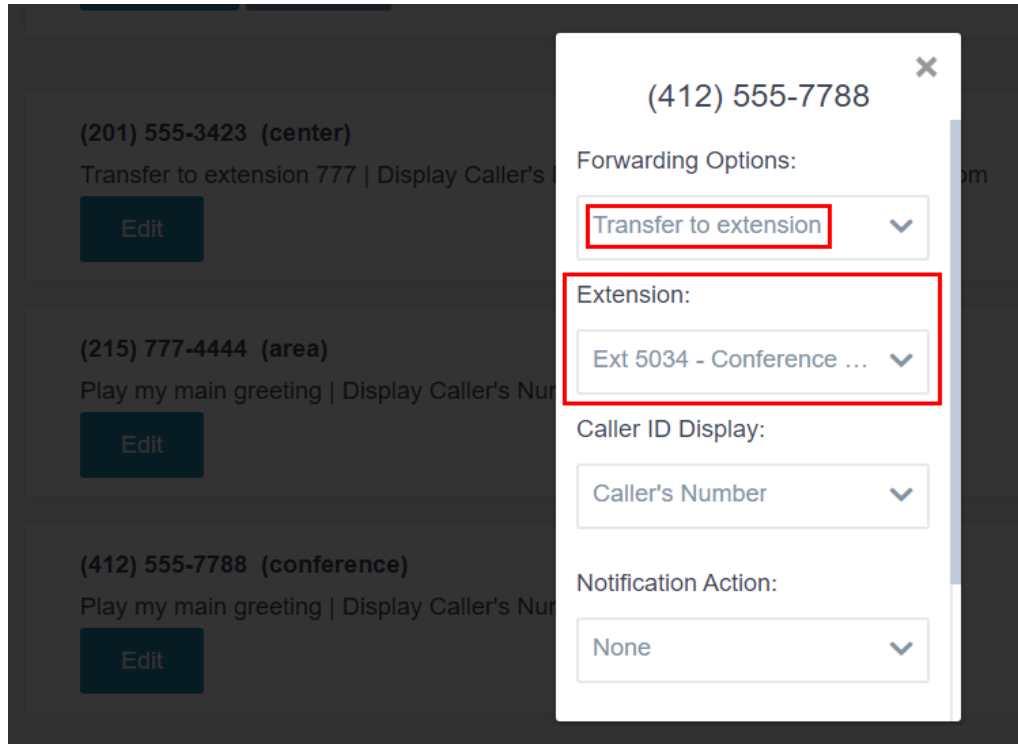 (201) 555-3423 (center)
Transfer to extension 777 | Display Caller's
Edit
(215) 777-4444 (area)
Play my main greeting | Display Caller's
Edit
(412) 555-7788 (conference)
Play my main greeting | Display Caller's
Edit
(412) 555-7788
Forwarding Options:
Transfer to extension
Extension:
Ext 5034 - Conference ...
Caller ID Display:
Caller's Number
Notification Action:
None